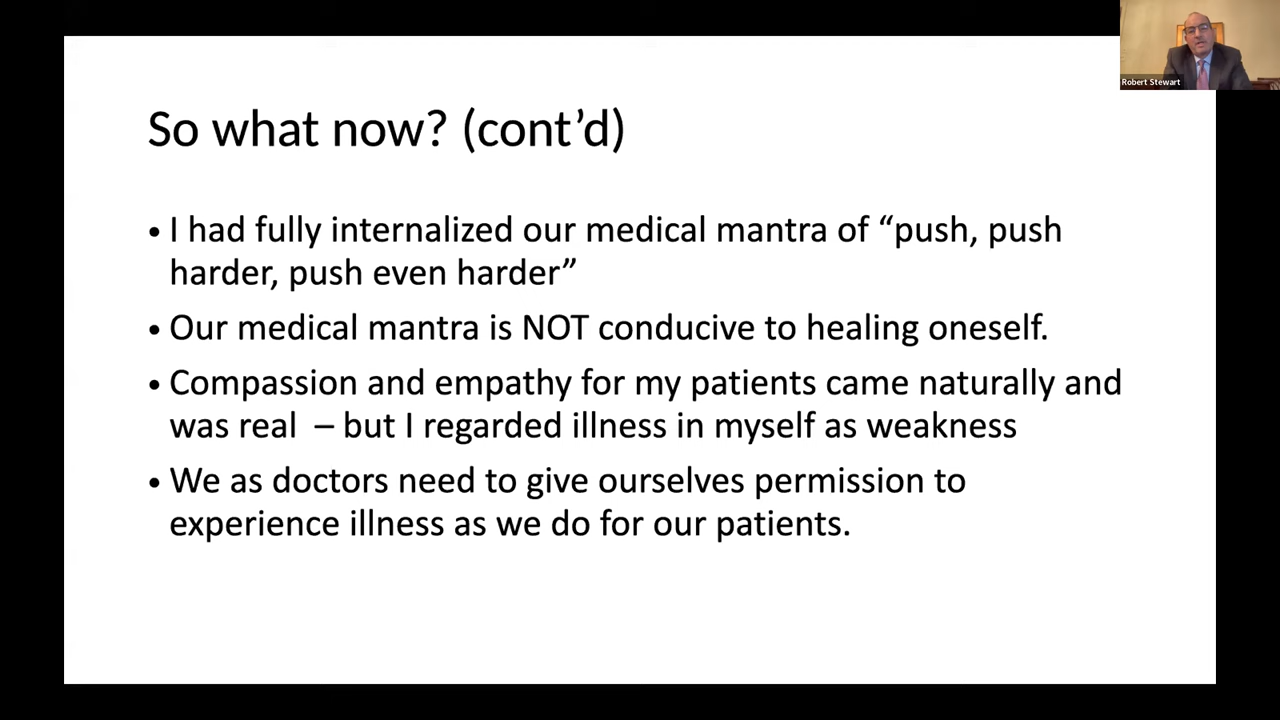 Robert Stewart
So what now? (cont’d)
• I had fully internalized our medical mantra of “push, push
harder, push even harder”
• Our medical mantra is NOT conducive to healing oneself.
• Compassion and empathy for my patients came naturally and
was real – but I regarded illness in myself as weakness
• We as doctors need to give ourselves permission to
experience illness as we do for our patients.